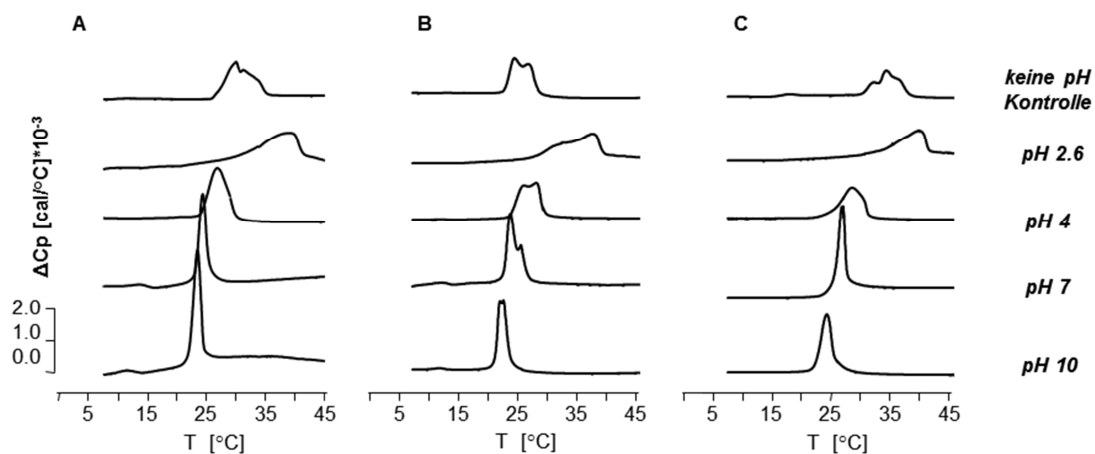 A B C
keine pH
Kontrolle
pH 2.6
pH 4
pH 7
pH 10
ΔCp [cal/°C]*10-3
2.0
1.0
0.0
5 15 25 35 45
5 15 25 35 45
5 15 25 35 45
T [°C] T [°C] T [°C]